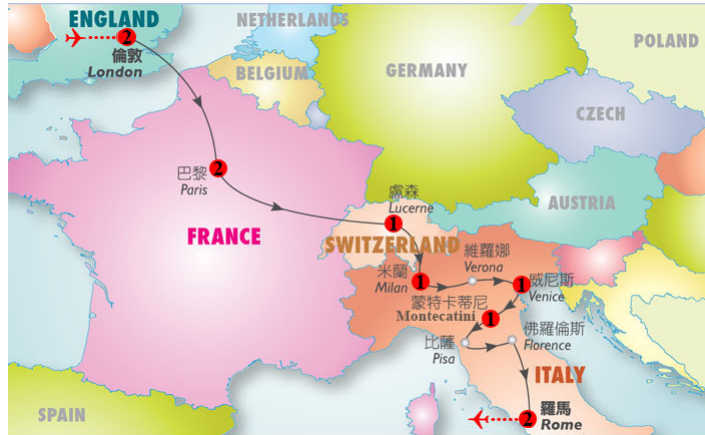 ENGLAND
NETHERLANDS
POLAND
2
倫敦
London
BELGIUM
GERMANY
CZECH
巴黎
Paris
2
盧森
Lucerne
1
AUSTRIA
FRANCE
SWITZERLAND
維羅娜
Verona
米蘭
Milan
1
1
威尼斯
Venice
蒙特卡蒂尼
Montecatini
1
比薩
Pisa
佛羅倫斯
Florence
ITALY
SPAIN
2
羅馬
Rome